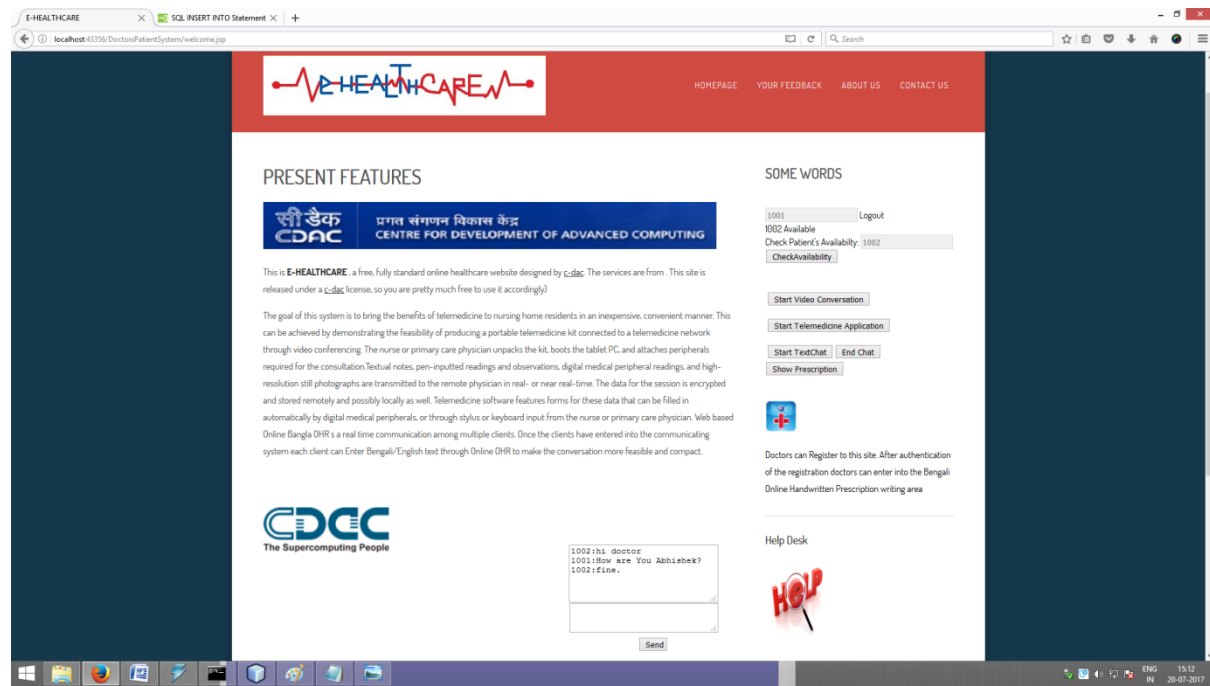 E-HEALTHCARE
SQL INSERT INTO Statement
localhost:43356/DoctorsPatientSystem/welcome.jsp
Search
E-HEALTHCARE
HOMEPAGE YOUR FEEDBACK ABOUT US CONTACT US
PRESENT FEATURES
सी डैक
CDAC
प्रगत संगणन विकास केंद्र
CENTRE FOR DEVELOPMENT OF ADVANCED COMPUTING
This is E-HEALTHCARE , a free, fully standard online healthcare website designed by c-dac. The services are from . This site is
released under a c-dac license, so you are pretty much free to use it accordingly)
The goal of this system is to bring the benefits of telemedicine to nursing home residents in an inexpensive, convenient manner. This
can be achieved by demonstrating the feasibility of producing a portable telemedicine kit connected to a telemedicine network
through video conferencing. The nurse or primary care physician unpacks the kit, boots the tablet PC, and attaches peripherals
required for the consultation.Textual notes, pen-inputted readings and observations, digital medical peripheral readings, and high-
resolution still photographs are transmitted to the remote physician in real- or near real-time. The data for the session is encrypted
and stored remotely and possibly locally as well. Telemedicine software features forms for these data that can be filled in
automatically by digital medical peripherals, or through stylus or keyboard input from the nurse or primary care physician. Web based
Online Bangla OHR s a real time communication among multiple clients. Once the clients have entered into the communicating
system each client can Enter Bengali/English text through Online OHR to make the conversation more feasible and compact.
CDAC
The Supercomputing People
1002:hi doctor
1001:How are You Abhishek?
1002:fine.
Send
SOME WORDS
1001 Logout
1002 Available
Check Patient's Availabilty: 1002
CheckAvailability
Start Video Conversation
Start Telemedicine Application
Start TextChat End Chat
Show Prescription
Doctors can Register to this site. After authentication
of the registration doctors can enter into the Bengali
Online Handwritten Prescription writing area
Help Desk
HELP
ENG 15:12
IN 20-07-2017